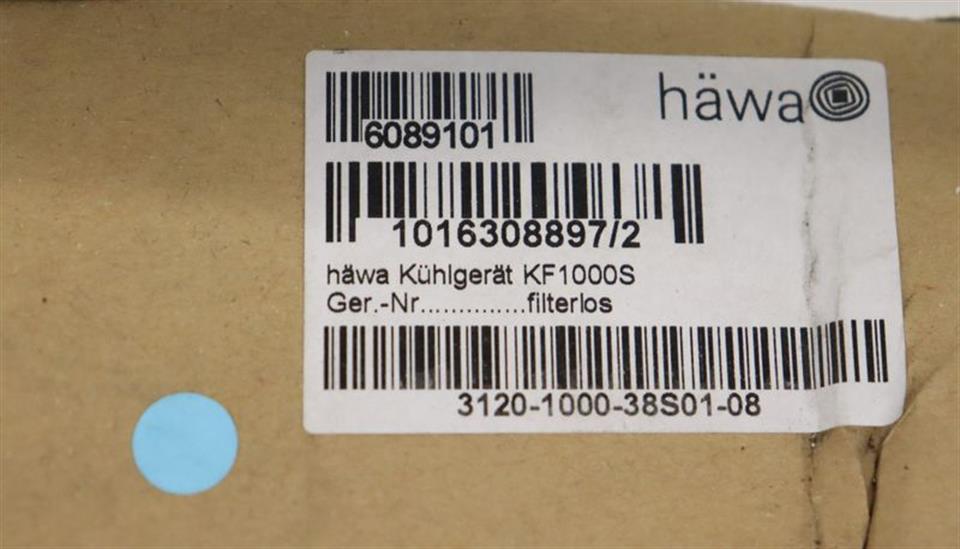 häwa
6089101
1016308897/2
häwa Kühlgerät KF1000S
Ger.-Nr..............filterlos
3120-1000-38S01-08